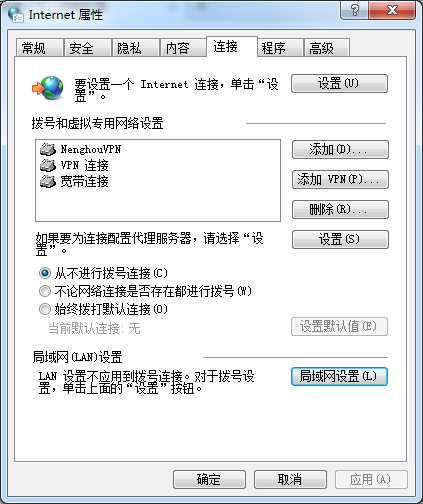 Internet 属性
常规 安全 隐私 内容 连接 程序 高级
要设置一个 Internet 连接，单击“设
置”。
设置(U)
拨号和虚拟专用网络设置
NenghouVPN
VPN 连接
宽带连接
添加(D)...
添加 VPN(P)...
删除(R)...
如果要为连接配置代理服务器，请选择“设
置”。
设置(S)
从不进行拨号连接(C)
不论网络连接是否存在都进行拨号(W)
始终拨打默认连接(O)
当前默认连接: 无
设置默认值(E)
局域网(LAN)设置
LAN 设置不应用到拨号连接。对于拨号设
置，单击上面的“设置”按钮。
局域网设置(L)
确定 取消 应用(A)